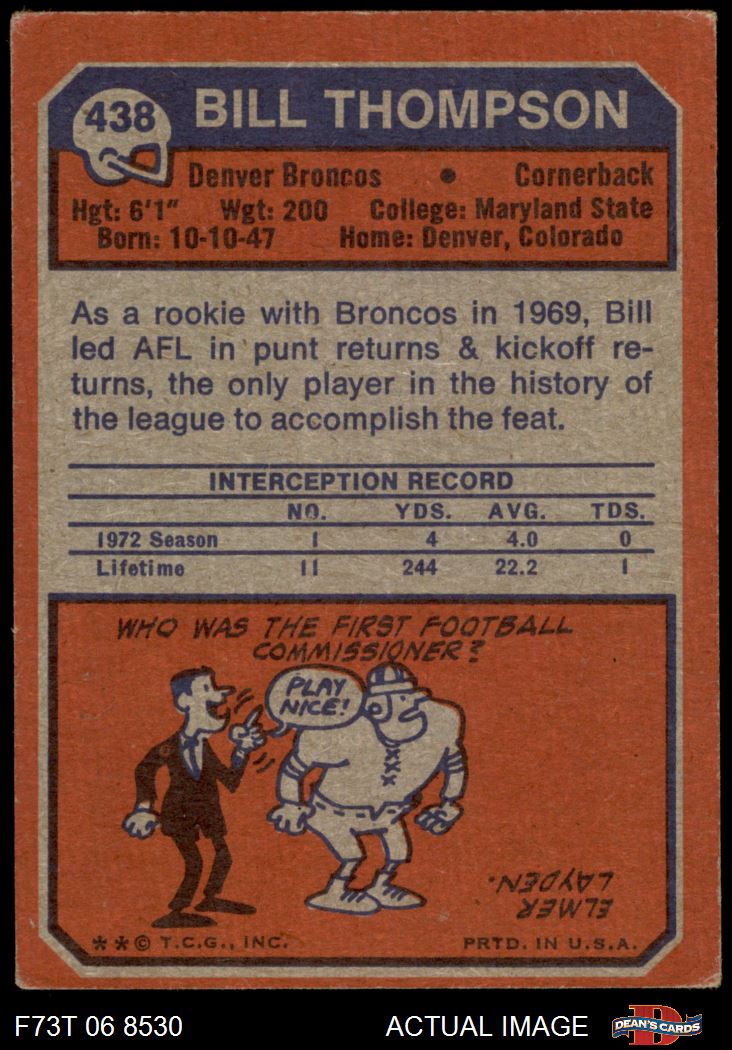 438
BILL THOMPSON
Denver Broncos • Cornerback
Hgt: 6'1" Wgt: 200 College: Maryland State
Born: 10-10-47 Home: Denver, Colorado
As a rookie with Broncos in 1969, Bill
led AFL in punt returns & kickoff re-
turns, the only player in the history of
the league to accomplish the feat.
INTERCEPTION RECORD
NO. YDS. AVG. TDS.
1972 Season 1 4 4.0 0
Lifetime 11 244 22.2 1
WHO WAS THE FIRST FOOTBALL
COMMISSIONER?
PLAY
NICE!
ELMER
LAYDEN.
**© T.C.G., INC. PRTD. IN U.S.A.
F73T 06 8530 ACTUAL IMAGE
D
DEAN'S CARDS